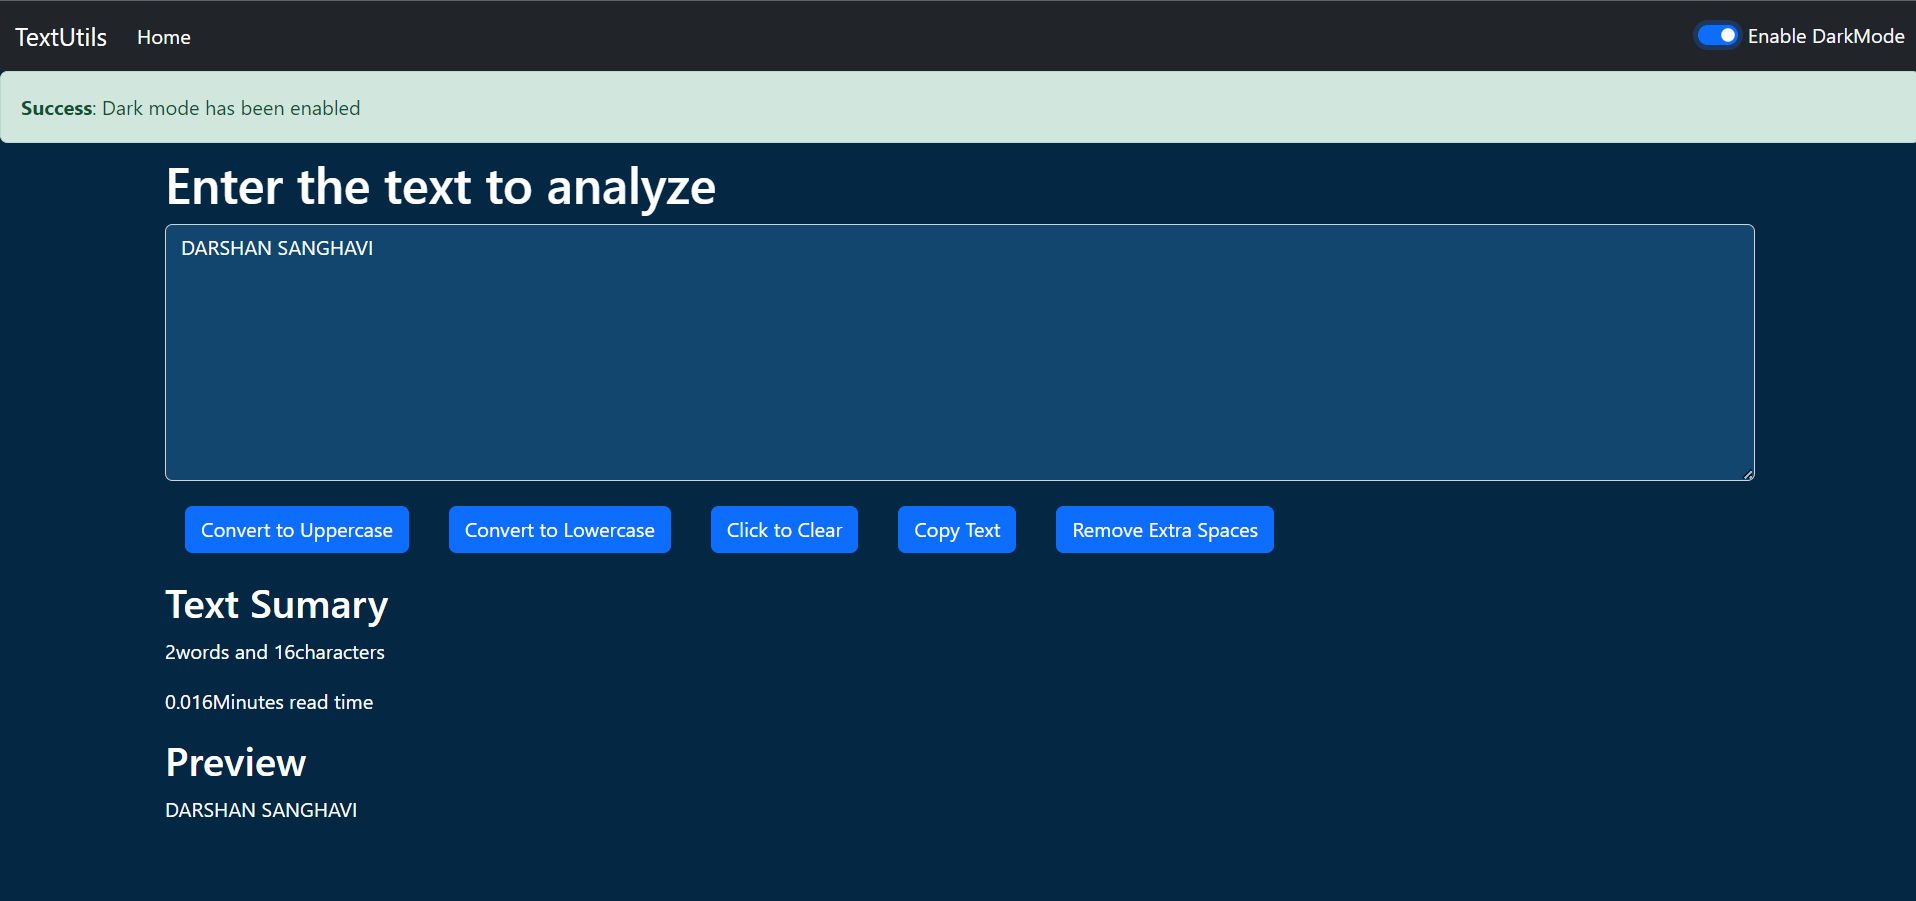 TextUtils Home Enable DarkMode
Success: Dark mode has been enabled
Enter the text to analyze
DARSHAN SANGHAVI
Convert to Uppercase Convert to Lowercase Click to Clear Copy Text Remove Extra Spaces
Text Sumary
2words and 16characters
0.016Minutes read time
Preview
DARSHAN SANGHAVI